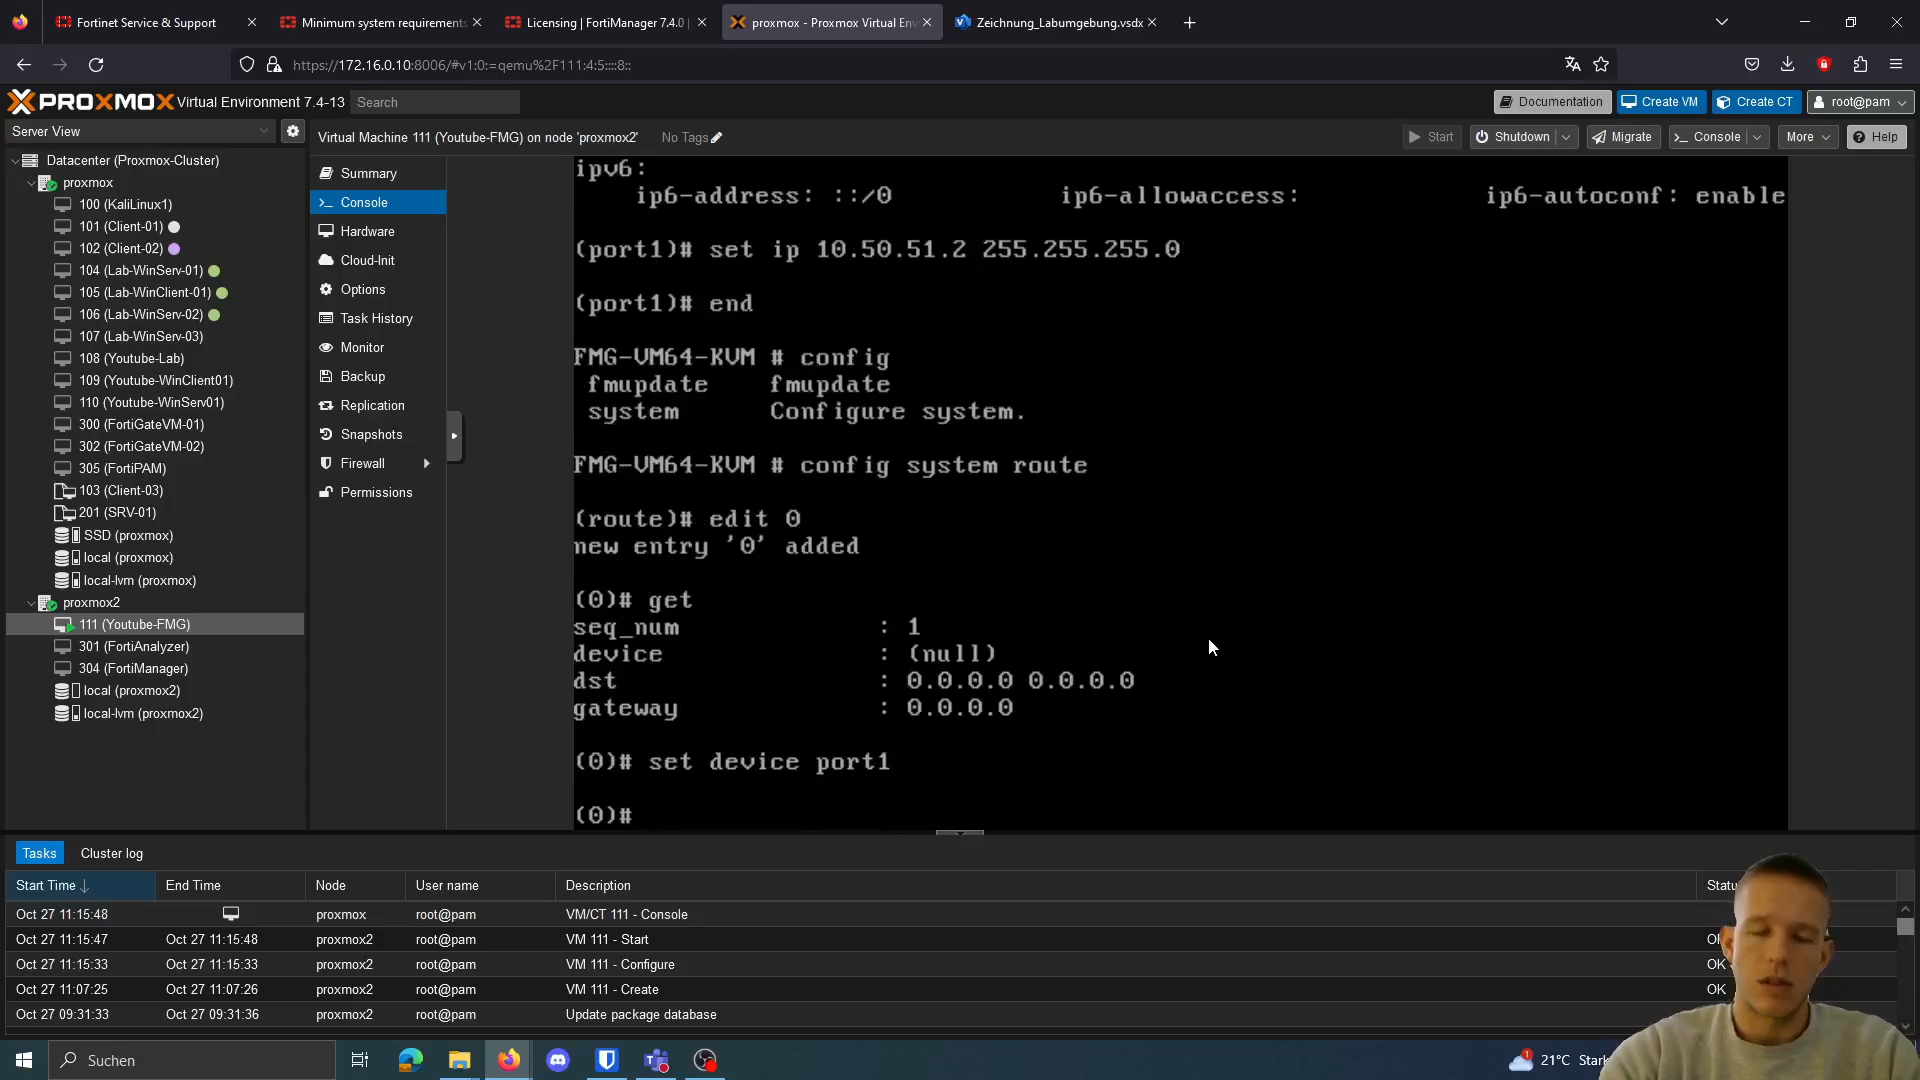 Fortinet Service & Support
Minimum system requirements
Licensing | FortiManager 7.4.0 |
proxmox - Proxmox Virtual En
Zeichnung_Labumgebung.vsdx
https://172.16.0.10:8006/#v1:0:=qemu%2F111:4:5::::8::
PROXMOX Virtual Environment 7.4-13
Search
Documentation
Create VM
Create CT
root@pam
Server View
Virtual Machine 111 (Youtube-FMG) on node 'proxmox2'
No Tags
Start
Shutdown
Migrate
Console
More
Help
Datacenter (Proxmox-Cluster)
proxmox
100 (KaliLinux1)
101 (Client-01)
102 (Client-02)
104 (Lab-WinServ-01)
105 (Lab-WinClient-01)
106 (Lab-WinServ-02)
107 (Lab-WinServ-03)
108 (Youtube-Lab)
109 (Youtube-WinClient01)
110 (Youtube-WinServ01)
300 (FortiGateVM-01)
302 (FortiGateVM-02)
305 (FortiPAM)
103 (Client-03)
201 (SRV-01)
SSD (proxmox)
local (proxmox)
local-lvm (proxmox)
proxmox2
111 (Youtube-FMG)
301 (FortiAnalyzer)
304 (FortiManager)
local (proxmox2)
local-lvm (proxmox2)
Summary
Console
Hardware
Cloud-Init
Options
Task History
Monitor
Backup
Replication
Snapshots
Firewall
Permissions
ipv6:
ip6-address: ::/0 ip6-allowaccess: ip6-autoconf: enable
(port1)# set ip 10.50.51.2 255.255.255.0
(port1)# end
FMG-VM64-KVM # config
fmupdate fmupdate
system Configure system.
FMG-VM64-KVM # config system route
(route)# edit 0
new entry '0' added
(0)# get
seq_num : 1
device : (null)
dst : 0.0.0.0 0.0.0.0
gateway : 0.0.0.0
(0)# set device port1
(0)#
Tasks
Cluster log
Start Time End Time Node User name Description Statu
Oct 27 11:15:48 proxmox root@pam VM/CT 111 - Console
Oct 27 11:15:47 Oct 27 11:15:48 proxmox2 root@pam VM 111 - Start
Oct 27 11:15:33 Oct 27 11:15:33 proxmox2 root@pam VM 111 - Configure OK
Oct 27 11:07:25 Oct 27 11:07:26 proxmox2 root@pam VM 111 - Create OK
Oct 27 09:31:33 Oct 27 09:31:36 proxmox2 root@pam Update package database
Suchen
1
21°C